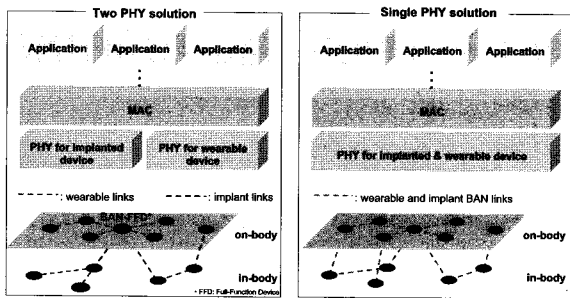 Two PHY solution
Application Application Application
MAC
PHY for implanted device
PHY for wearable device
: wearable links : implant links
BAN-FFD*
on-body
in-body
* FFD: Full-Function Device
Single PHY solution
Application Application Application
MAC
PHY for implanted & wearable device
: wearable and implant BAN links
on-body
in-body